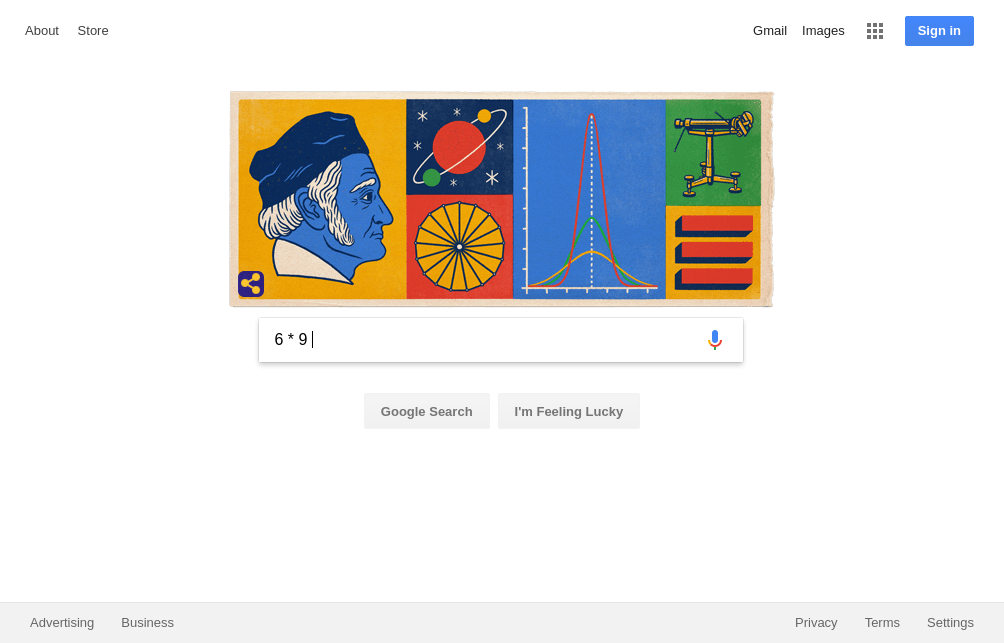 About Store Gmail Images Sign in
6 * 9
Google Search I'm Feeling Lucky
Advertising Business Privacy Terms Settings